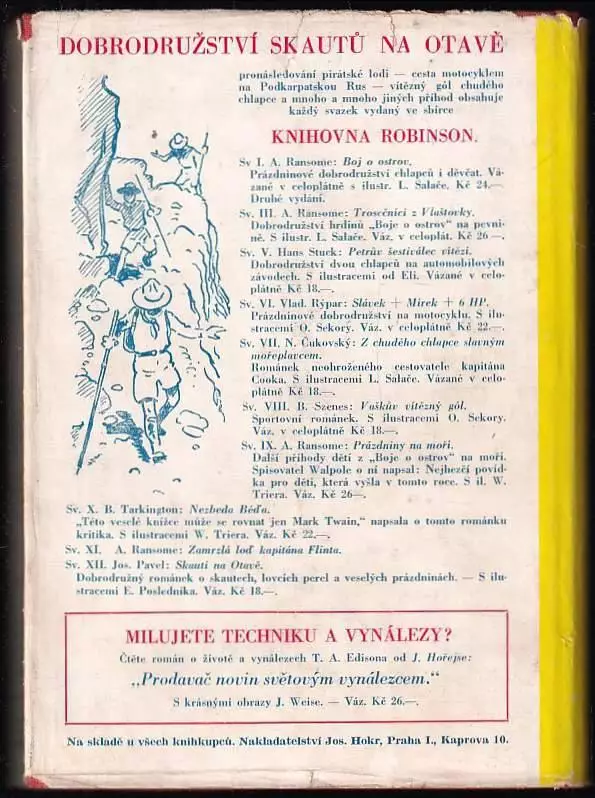 DOBRODRUŽSTVÍ SKAUTŮ NA OTAVĚ
pronásledování pirátské lodi — cesta motocyklem
na Podkarpatskou Rus — vítězný gól chudého
chlapce a mnoho a mnoho jiných příhod obsahuje
každý svazek vydaný ve sbírce
KNIHOVNA ROBINSON.
Sv I. A. Ransome: Boj o ostrov.
Prázdninové dobrodružství chlapců i děvčat. Vá-
zané v celoplátně s ilustr. L. Salače. Kč 24.—
Druhé vydání.
Sv. III. A. Ransome: Trosečníci z Vlaštovky.
Dobrodružství hrdinů „Boje o ostrov" na pevni-
ně. S ilustr. L. Salače. Váz. v celoplát. Kč 26—.
Sv. V. Hans Stuck: Petrův šestiválec vítězí.
Dobrodružství dvou chlapců na automobilových
závodech. S ilustracemi od Eli. Vázané v celo-
plátně Kč 18.—.
Sv. VI. Vlad. Rýpar: Slávek + Mirek + 6 HP.
Prázdninové dobrodružství na motocyklu. S ilu-
stracemi O. Sekory. Váz. v celoplátně Kč 22.—.
Sv. VII. N. Čukovský: Z chudého chlapce slavným
mořeplavcem.
Románek neohroženého cestovatele kapitána
Cooka. S ilustracemi L. Salače. Vázané v celo-
plátně Kč 18.—.
Sv. VIII. B. Szenes: Vaškův vítězný gól.
Sportovní románek. S ilustracemi O. Sekory.
Váz. v celoplátně Kč 18.—.
Sv. IX. A. Ransome: Prázdniny na moři.
Další příhody dětí z „Boje o ostrov" na moři.
Spisovatel Walpole o ní napsal: Nejhezčí povíd-
ka pro děti, která vyšla v tomto roce. S il. W.
Triera. Váz. Kč 26—.
Sv. X. B. Tarkington: Nezbeda Béďa.
„Této veselé knížce může se rovnat jen Mark Twain," napsala o tomto románku
kritika. S ilustracemi W. Triera. Váz. Kč 22.—.
Sv. XI. A. Ransome: Zamrzlá loď kapitána Flinta.
Sv. XII. Jos. Pavel: Skauti na Otavě.
Dobrodružný románek o skautech, lovcích perel a veselých prázdninách. — S ilu-
stracemi E. Posledníka. Váz. Kč 18.—.
MILUJETE TECHNIKU A VYNÁLEZY?
Čtěte román o životě a vynálezech T. A. Edisona od J. Hořejse:
„Prodavač novin světovým vynálezcem."
S krásnými obrazy J. Weise. — Váz. Kč 26.—.
Na skladě u všech knihkupců. Nakladatelství Jos. Hokr, Praha I., Kaprova 10.